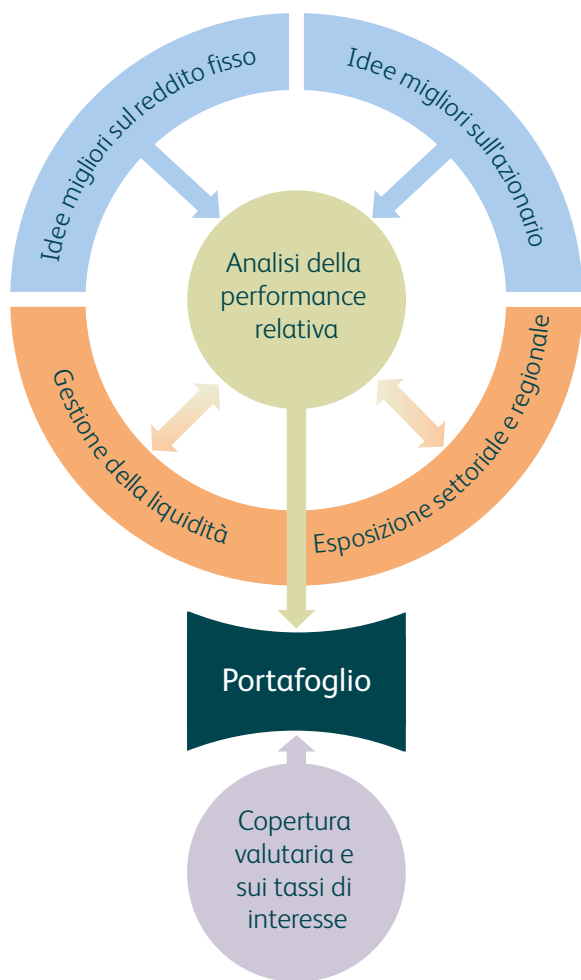 Idee migliori sul reddito fisso
Idee migliori sull'azionario
Analisi della
performance
relativa
Gestione della liquidità
Esposizione settoriale e regionale
Portafoglio
Copertura
valutaria e
sui tassi di
interesse